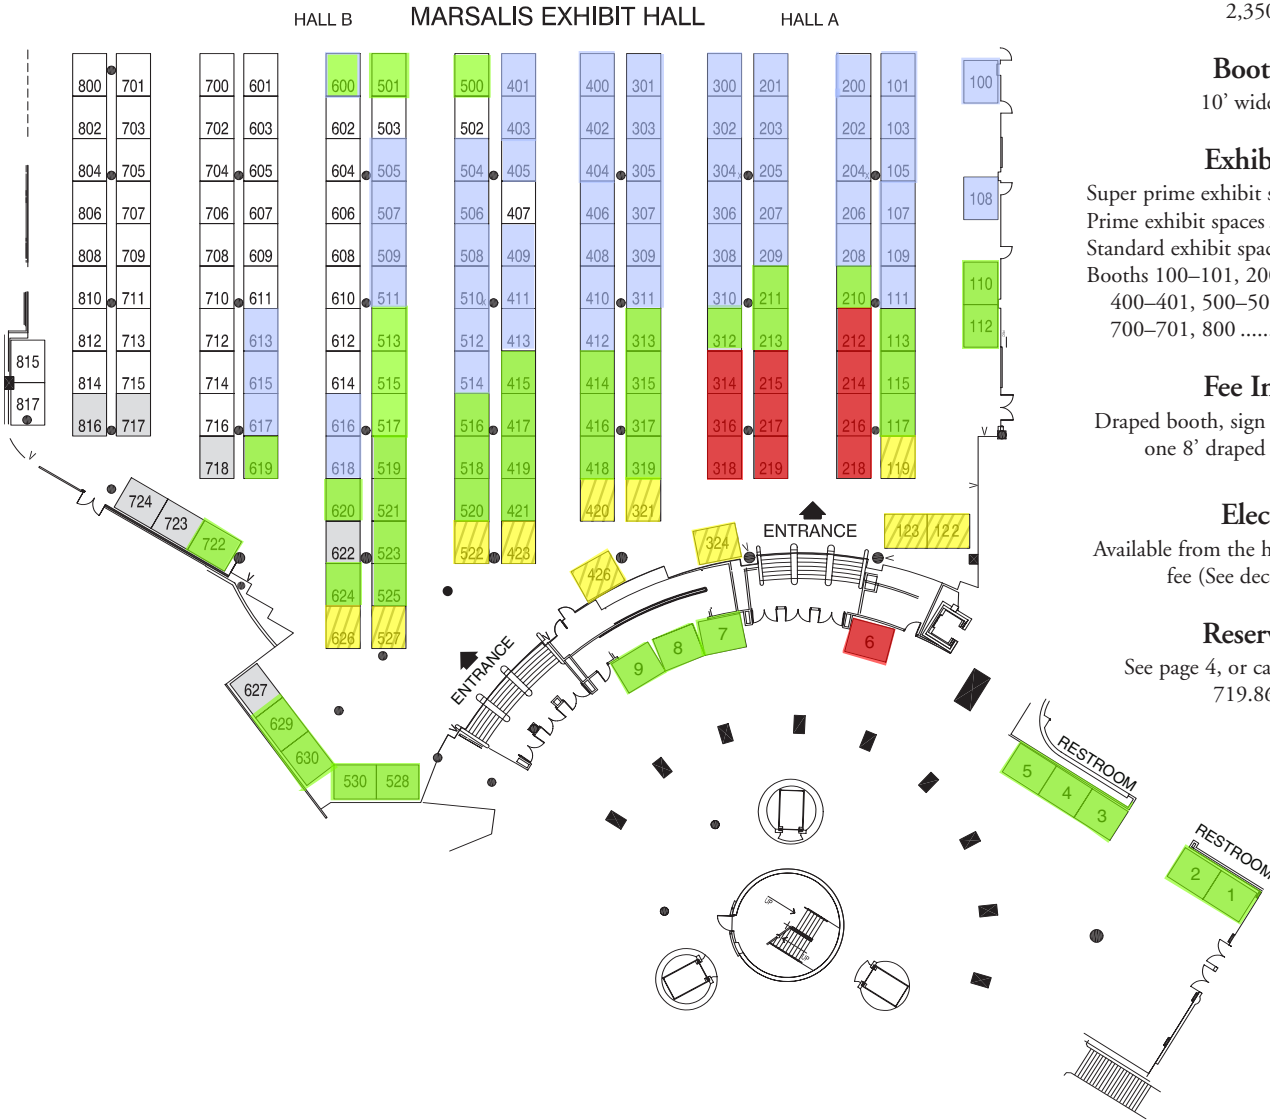 HALL B MARSALIS EXHIBIT HALL HALL A
800 701 700 601 600 501 500 401 400 301 300 201 200 101 100
802 703 702 603 602 503 502 403 402 303 302 203 202 103
804 705 704 605 604 505 504 405 404 305 304 205 204 105
806 707 706 607 606 507 506 407 406 307 306 207 206 107 108
808 709 708 609 509 409 408 309 308 209 208 109
810 711 710 611 610 511 510 411 410 311 310 211 210 111 110
812 713 712 613 612 513 512 413 412 313 312 213 212 113 112
815 814 715 714 615 614 515 514 415 414 315 314 215 214 115
817 816 717 716 617 616 517 516 417 416 317 316 217 216 117
718 619 618 519 518 419 418 319 318 219 218 119
724 723 722 620 521 520 421 420 321
622 523 522 423 324 ENTRANCE 123 122
624 525 426
626 527
ENTRANCE
9 8 7 6
627
629
630
530 528
RESTROOM
5 4 3
RESTROOM
2 1
UP
UP
2,350
Boot
10’ wide
Exhib
Super prime exhibit s
Prime exhibit spaces
Standard exhibit spac
Booths 100–101, 200
400–401, 500–50
700–701, 800 .....
Fee In
Draped booth, sign
one 8’ draped
Elec
Available from the h
fee (See dec
Reserv
See page 4, or ca
719.86